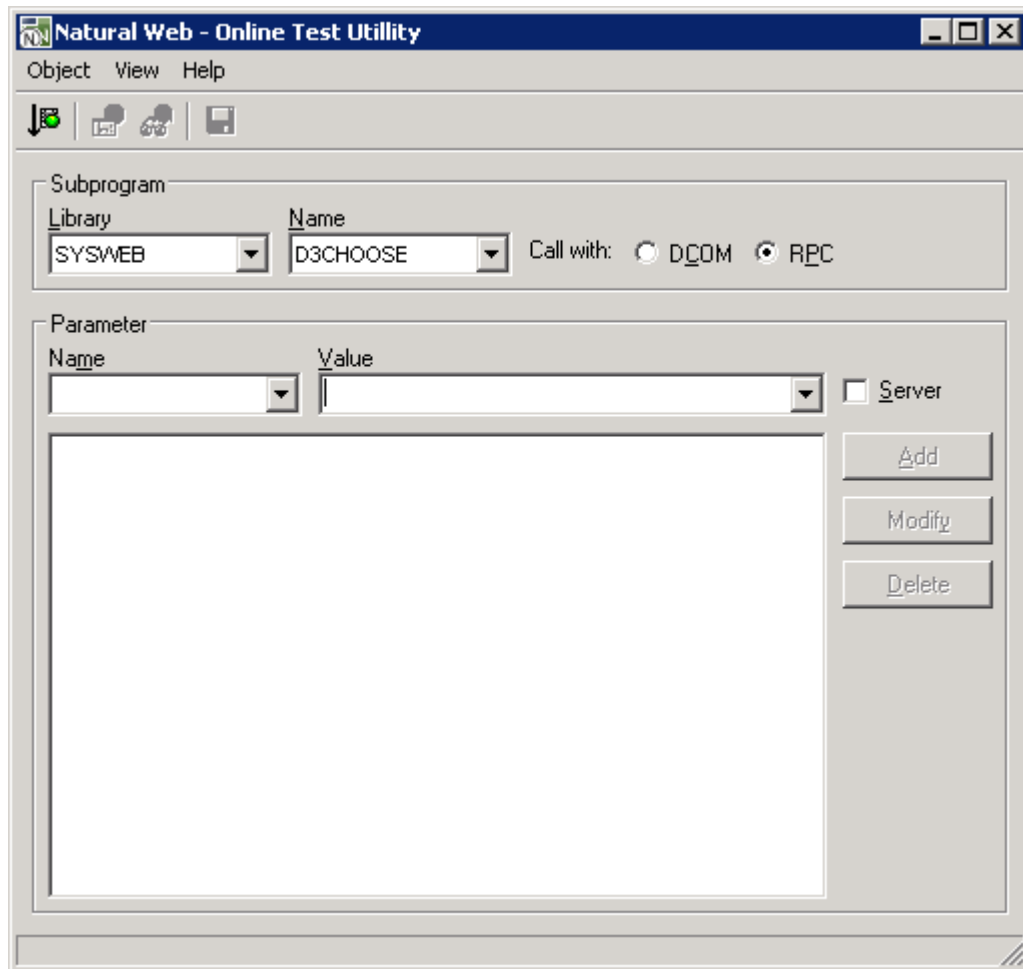 Natural Web - Online Test Utillity
Object View Help
Subprogram
Library Name
SYSWEB D3CHOOSE Call with: DCOM RPC
Parameter
Name Value
Server
Add
Modify
Delete